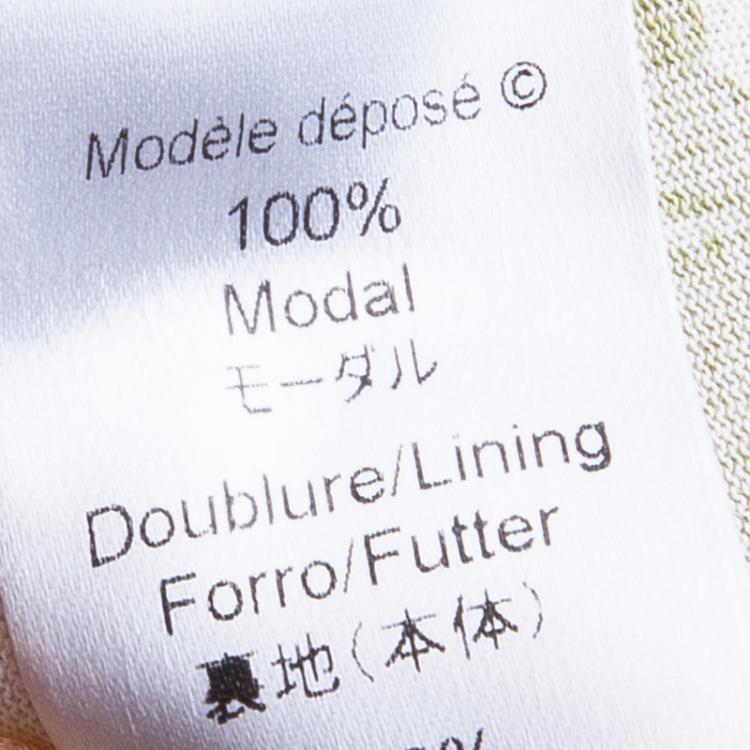 Modèle déposé ©
100%
Modal
モーダル
Doublure/Lining
Forro/Futter
裏地(本体)